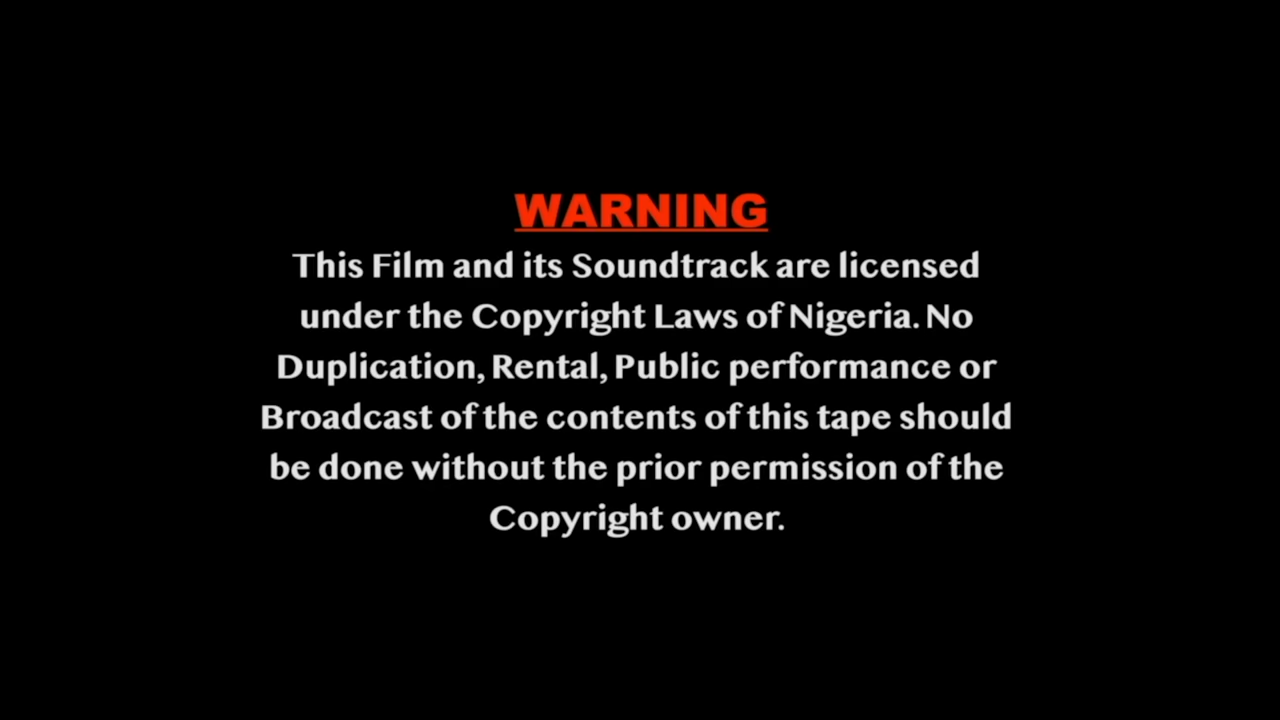 WARNING
This Film and its Soundtrack are licensed
under the Copyright Laws of Nigeria. No
Duplication, Rental, Public performance or
Broadcast of the contents of this tape should
be done without the prior permission of the
Copyright owner.